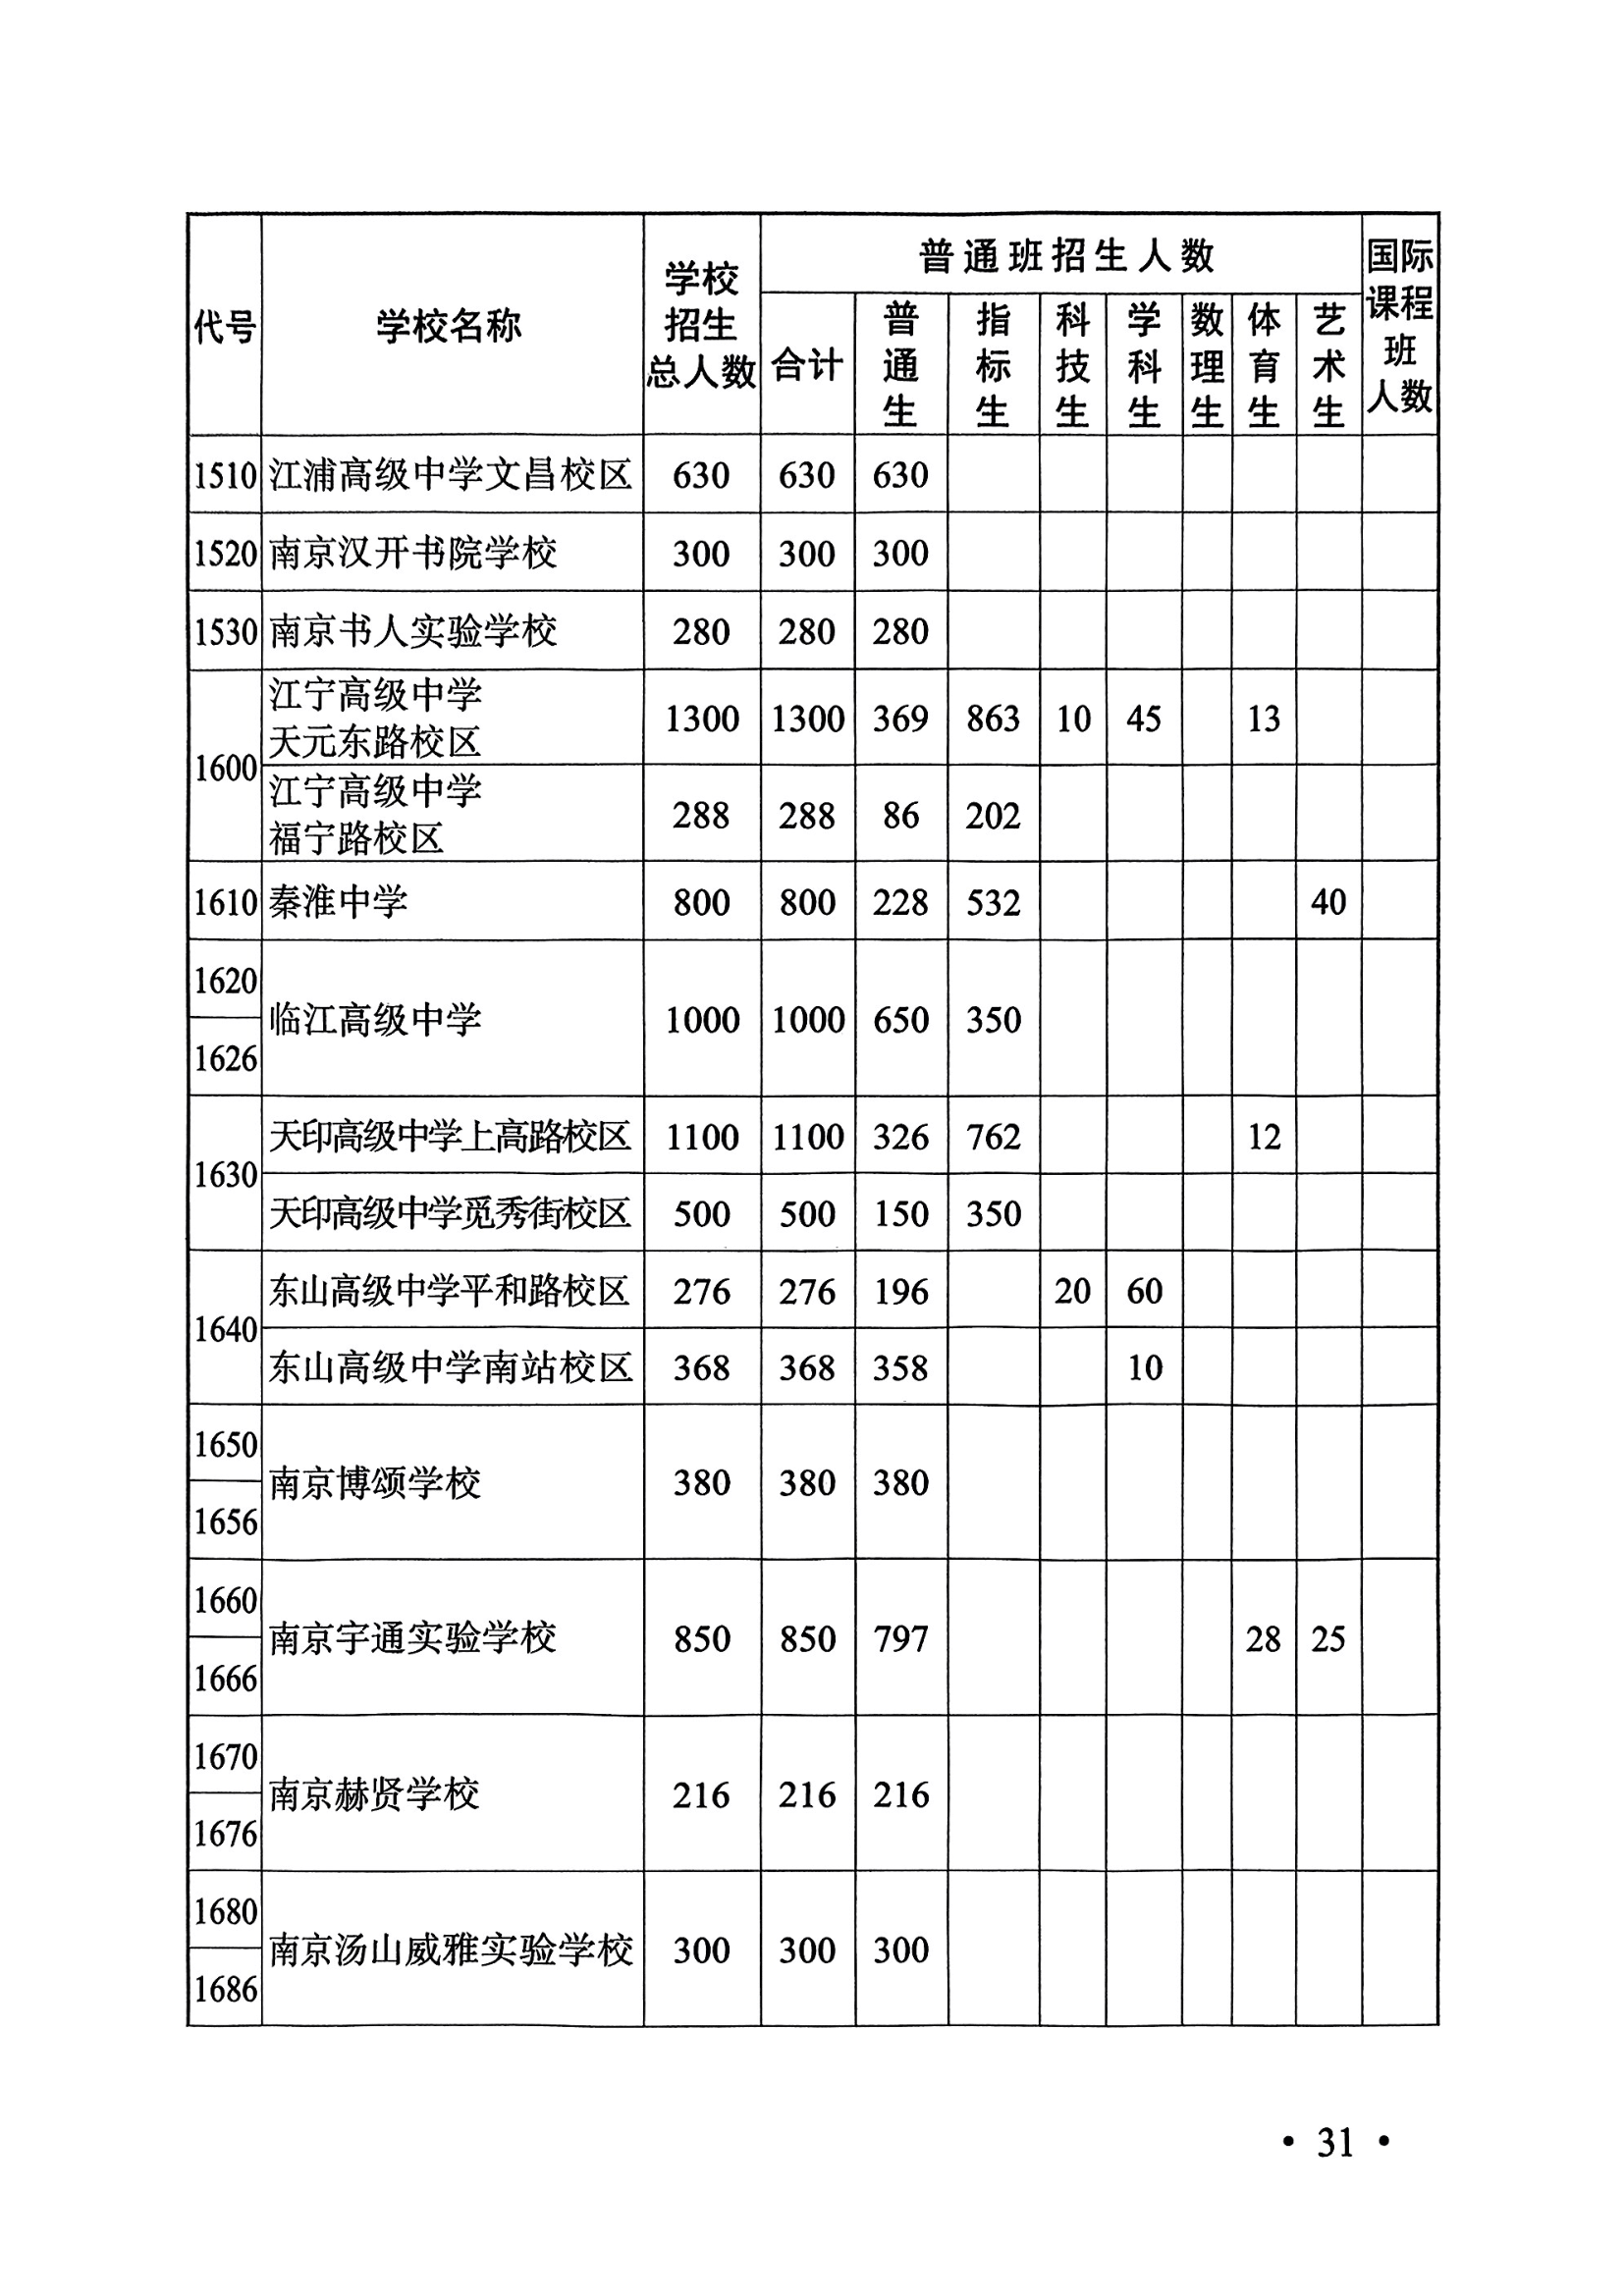 代号 学校名称 学校招生总人数 普通班招生人数 国际课程班人数
合计 普通生 指标生 科技生 学科生 数理生 体育生 艺术生
1510 江浦高级中学文昌校区 630 630 630
1520 南京汉开书院学校 300 300 300
1530 南京书人实验学校 280 280 280
1600 江宁高级中学
天元东路校区 1300 1300 369 863 10 45 13
江宁高级中学
福宁路校区 288 288 86 202
1610 秦淮中学 800 800 228 532 40
1620
1626 临江高级中学 1000 1000 650 350
1630 天印高级中学上高路校区 1100 1100 326 762 12
天印高级中学觅秀街校区 500 500 150 350
1640 东山高级中学平和路校区 276 276 196 20 60
东山高级中学南站校区 368 368 358 10
1650
1656 南京博颂学校 380 380 380
1660
1666 南京宇通实验学校 850 850 797 28 25
1670
1676 南京赫贤学校 216 216 216
1680
1686 南京汤山威雅实验学校 300 300 300
• 31 •